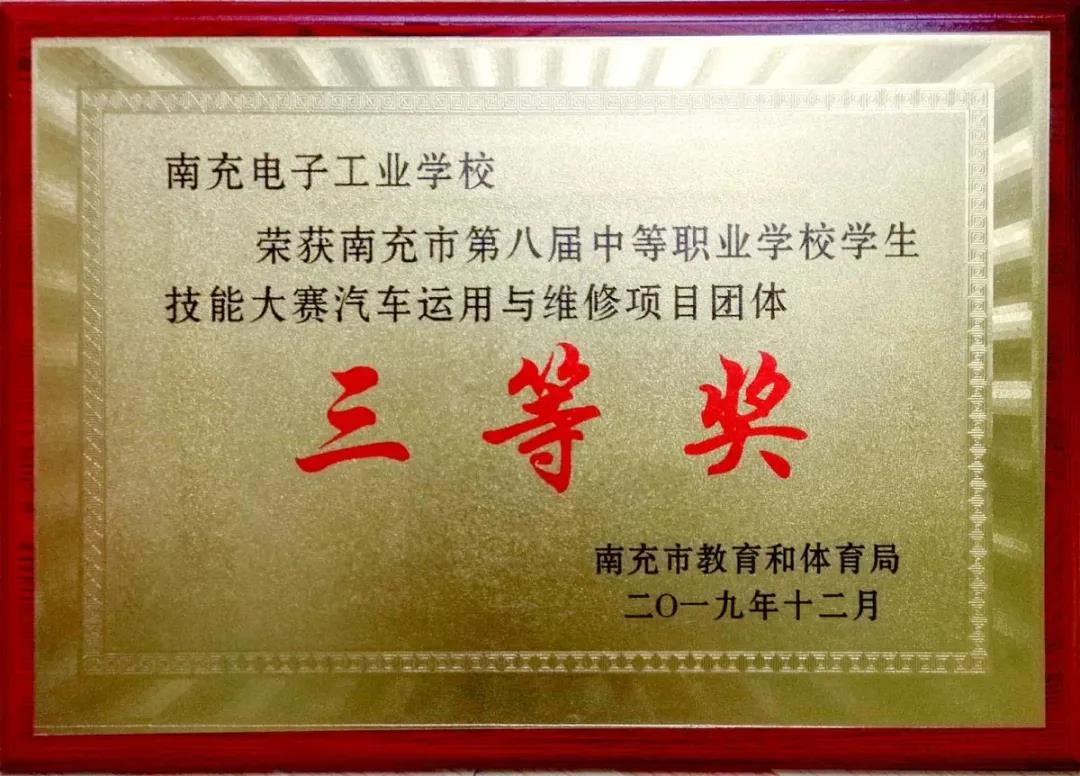 南充电子工业学校
荣获南充市第八届中等职业学校学生
技能大赛汽车运用与维修项目团体
三等奖
南充市教育和体育局
二〇一九年十二月